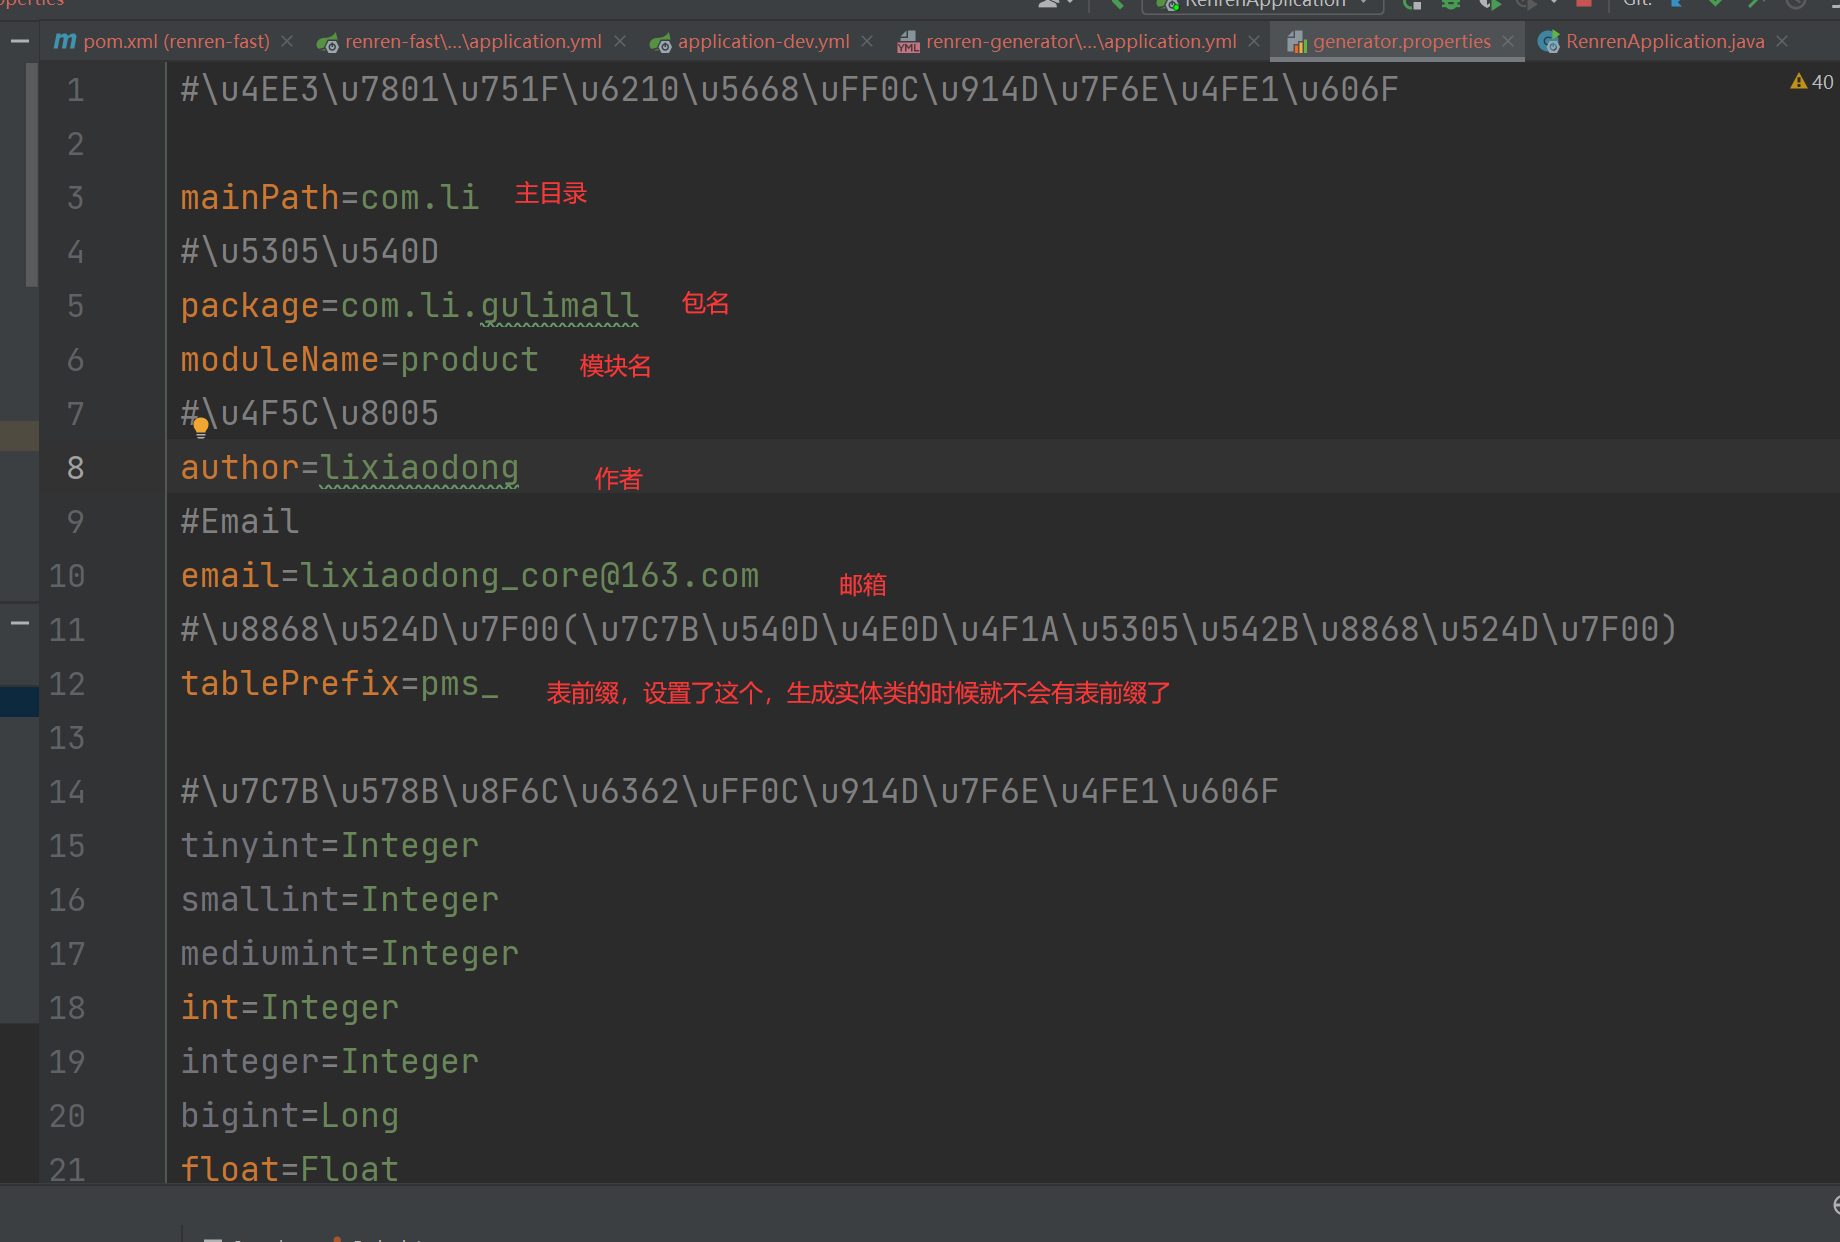 RenrenApplication
Git:
pom.xml (renren-fast)
renren-fast\...\application.yml
application-dev.yml
renren-generator\...\application.yml
generator.properties
RenrenApplication.java
40
1 #\u4EE3\u7801\u751F\u6210\u5668\uFF0C\u914D\u7F6E\u4FE1\u606F
2
3 mainPath=com.li 主目录
4 #\u5305\u540D
5 package=com.li.gulimall 包名
6 moduleName=product 模块名
7 #\u4F5C\u8005
8 author=lixiaodong 作者
9 #Email
10 email=lixiaodong_core@163.com 邮箱
11 #\u8868\u524D\u7F00(\u7C7B\u540D\u4E0D\u4F1A\u5305\u542B\u8868\u524D\u7F00)
12 tablePrefix=pms_ 表前缀，设置了这个，生成实体类的时候就不会有表前缀了
13
14 #\u7C7B\u578B\u8F6C\u6362\uFF0C\u914D\u7F6E\u4FE1\u606F
15 tinyint=Integer
16 smallint=Integer
17 mediumint=Integer
18 int=Integer
19 integer=Integer
20 bigint=Long
21 float=Float